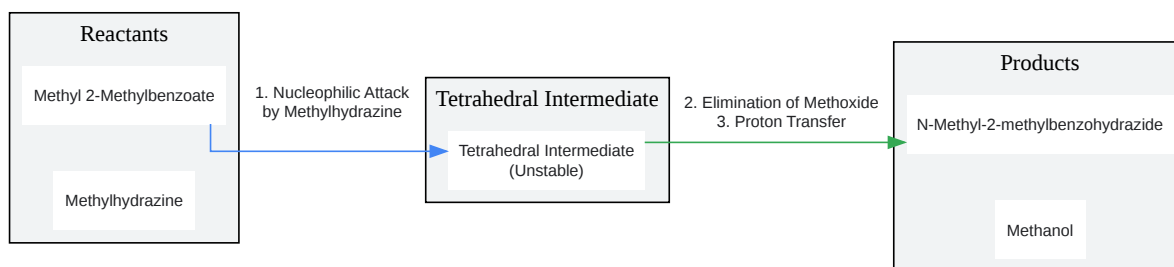 Reactants
Methyl 2-Methylbenzoate
Methylhydrazine
1. Nucleophilic Attack
by Methylhydrazine
Tetrahedral Intermediate
Tetrahedral Intermediate
(Unstable)
2. Elimination of Methoxide
3. Proton Transfer
Products
N-Methyl-2-methylbenzohydrazide
Methanol